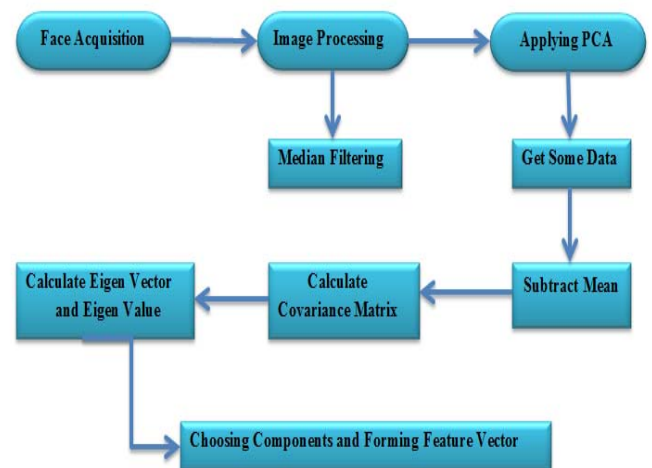 Face Acquisition
Image Processing
Applying PCA
Median Filtering
Get Some Data
Calculate Eigen Vector
and Eigen Value
Calculate
Covariance Matrix
Subtract Mean
Choosing Components and Forming Feature Vector